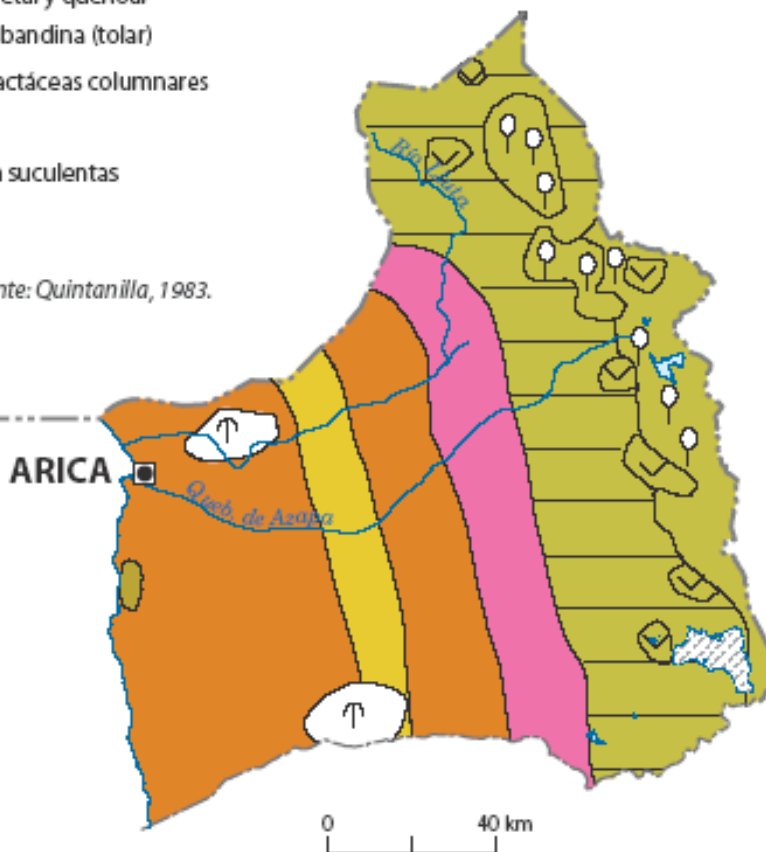 bandina (tolar)
actáceas columnares
suculentas
nte: Quintanilla, 1983.
Río Lluta
ARICA
Queb. de Azapa
0 40 km